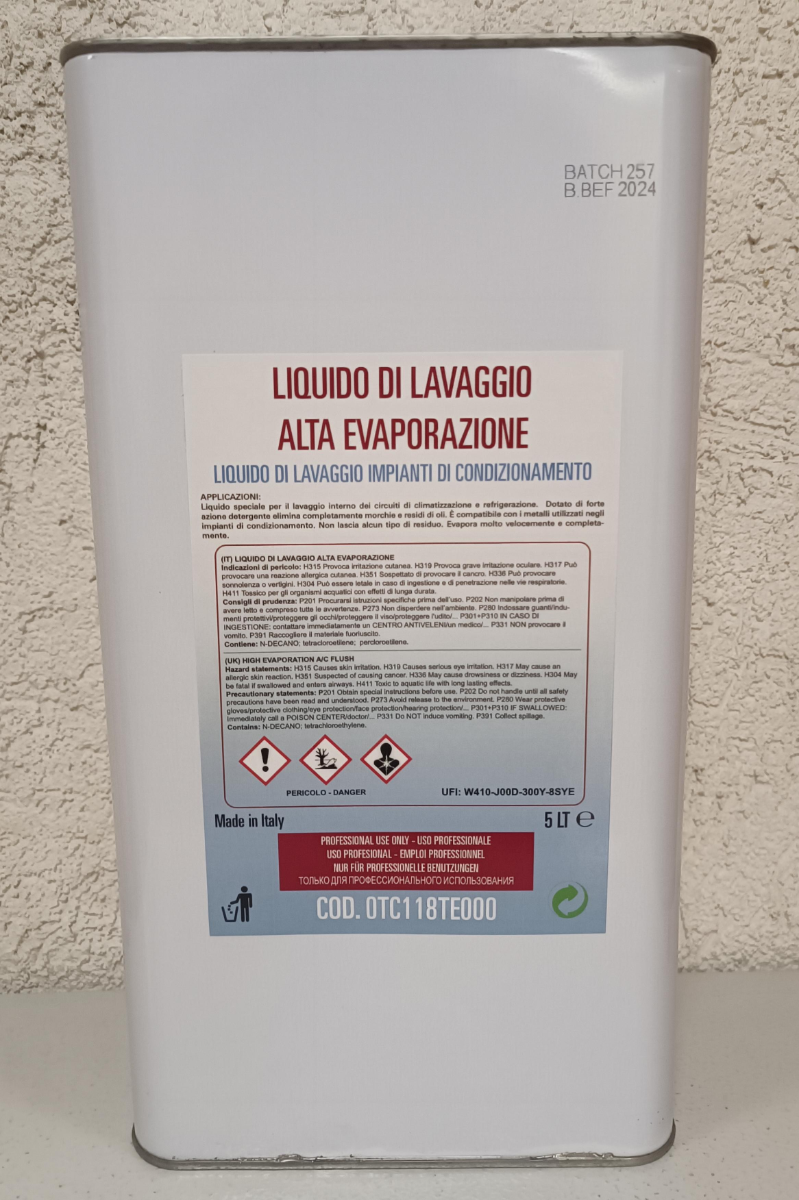 BATCH 257
B.BEF 2024
LIQUIDO DI LAVAGGIO
ALTA EVAPORAZIONE
LIQUIDO DI LAVAGGIO IMPIANTI DI CONDIZIONAMENTO
APPLICAZIONI:
Liquido speciale per il lavaggio interno dei circuiti di climatizzazione e refrigerazione. Dotato di forte
azione detergente elimina completamente morchie e residi di oli. È compatibile con i metalli utilizzati negli
impianti di condizionamento. Non lascia alcun tipo di residuo. Evapora molto velocemente e completa-
mente.
(IT) LIQUIDO DI LAVAGGIO ALTA EVAPORAZIONE
Indicazioni di pericolo: H315 Provoca irritazione cutanea. H319 Provoca grave irritazione oculare. H317 Può
provocare una reazione allergica cutanea. H351 Sospettato di provocare il cancro. H336 Può provocare
sonnolenza o vertigini. H304 Può essere letale in caso di ingestione e di penetrazione nelle vie respiratorie.
H411 Tossico per gli organismi acquatici con effetti di lunga durata.
Consigli di prudenza: P201 Procurarsi istruzioni specifiche prima dell'uso. P202 Non manipolare prima di
avere letto e compreso tutte le avvertenze. P273 Non disperdere nell'ambiente. P280 Indossare guanti/indu-
menti protettivi/proteggere gli occhi/proteggere il viso/proteggere l'udito/... P301+P310 IN CASO DI
INGESTIONE: contattare immediatamente un CENTRO ANTIVELENI/un medico/... P331 NON provocare il
vomito. P391 Raccogliere il materiale fuoriuscito.
Contiene: N-DECANO; tetracloroetilene; percloroetilene.
(UK) HIGH EVAPORATION A/C FLUSH
Hazard statements: H315 Causes skin irritation. H319 Causes serious eye irritation. H317 May cause an
allergic skin reaction. H351 Suspected of causing cancer. H336 May cause drowsiness or dizziness. H304 May
be fatal if swallowed and enters airways. H411 Toxic to aquatic life with long lasting effects.
Precautionary statements: P201 Obtain special instructions before use. P202 Do not handle until all safety
precautions have been read and understood. P273 Avoid release to the environment. P280 Wear protective
gloves/protective clothing/eye protection/face protection/hearing protection/... P301+P310 IF SWALLOWED:
Immediately call a POISON CENTER/doctor/... P331 Do NOT induce vomiting. P391 Collect spillage.
Contains: N-DECANO; tetrachloroethylene.
PERICOLO - DANGER
UFI: W410-J00D-300Y-8SYE
Made in Italy
5 LT ℮
PROFESSIONAL USE ONLY - USO PROFESSIONALE
USO PROFESIONAL - EMPLOI PROFESSIONNEL
NUR FÜR PROFESSIONELLE BENUTZUNGEN
ТОЛЬКО ДЛЯ ПРОФЕССИОНАЛЬНОГО ИСПОЛЬЗОВАНИЯ
COD. OTC118TE000